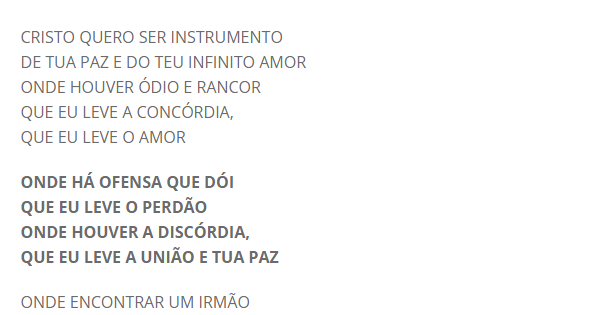 CRISTO QUERO SER INSTRUMENTO
DE TUA PAZ E DO TEU INFINITO AMOR
ONDE HOUVER ÓDIO E RANCOR
QUE EU LEVE A CONCÓRDIA,
QUE EU LEVE O AMOR
ONDE HÁ OFENSA QUE DÓI
QUE EU LEVE O PERDÃO
ONDE HOUVER A DISCÓRDIA,
QUE EU LEVE A UNIÃO E TUA PAZ
ONDE ENCONTRAR UM IRMÃO